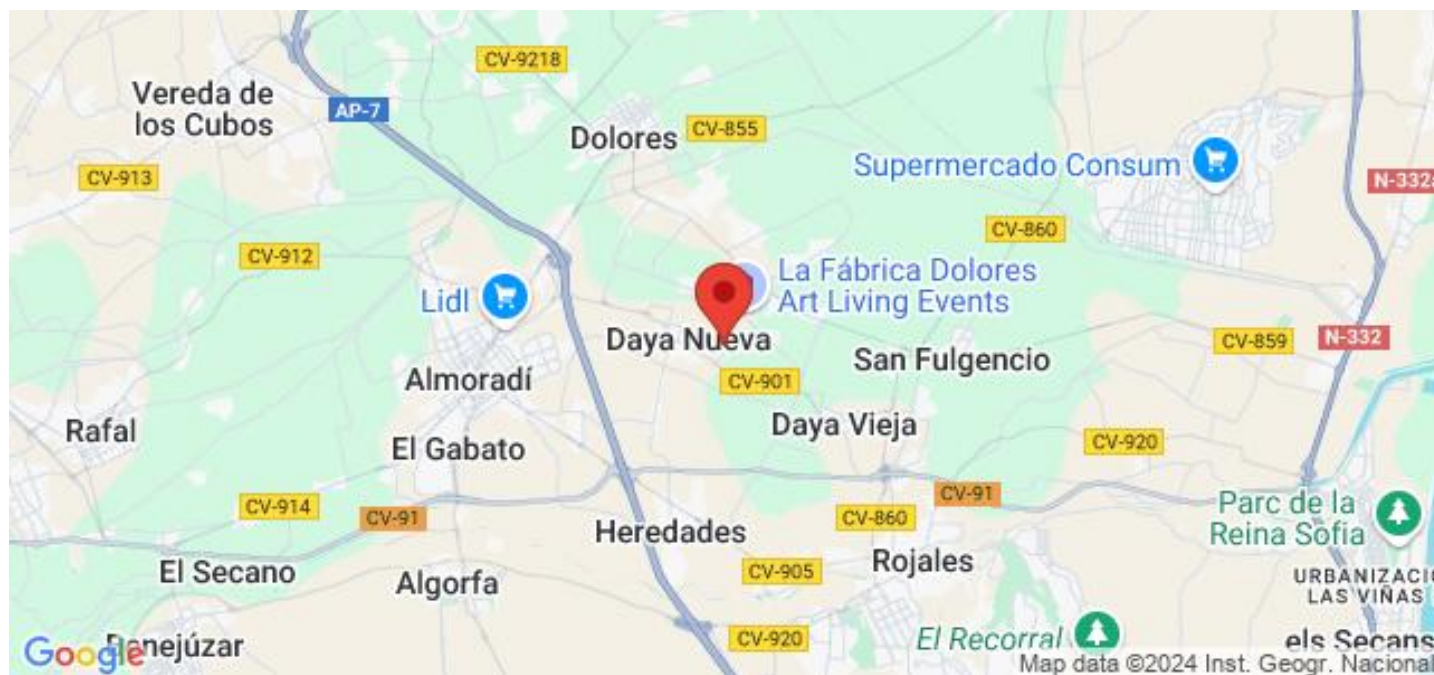 CV-9218
Vereda de
los Cubos
AP-7
Dolores
CV-855
Supermercado Consum
CV-913
N-332a
CV-860
CV-912
La Fábrica Dolores
Art Living Events
Lidl
Daya Nueva
N-332
CV-859
San Fulgencio
Almoradí
CV-901
Daya Vieja
Rafal
El Gabato
CV-920
CV-91
CV-914
CV-91
CV-860
Parc de la
Reina Sofia
Heredades
Rojales
El Secano
CV-905
Algorfa
URBANIZACIÓ
LAS VIÑAS
CV-920
El Recorral
els Secans
Google
Benejúzar
Map data ©2024 Inst. Geogr. Nacional